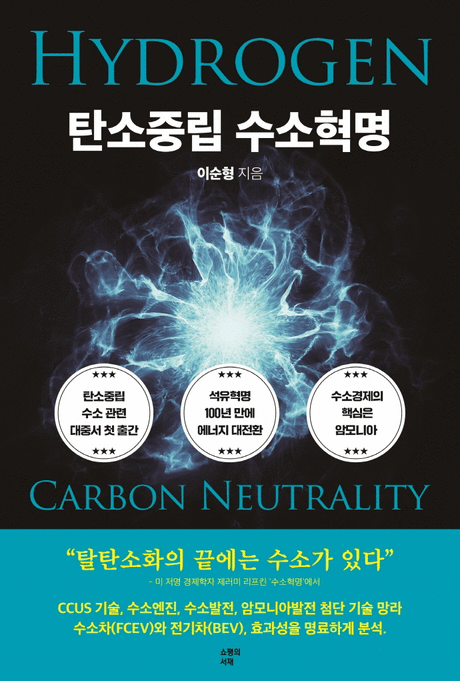 HYDROGEN
탄소중립 수소혁명
이순형 지음
★★★
탄소중립
수소 관련
대중서 첫 출간
★★★
★★★
석유혁명
100년 만에
에너지 대전환
★★★
★★★
수소경제의
핵심은
암모니아
★★★
CARBON NEUTRALITY
“탈탄소화의 끝에는 수소가 있다”
- 미 저명 경제학자 제러미 리프킨 '수소혁명'에서
CCUS 기술, 수소엔진, 수소발전, 암모니아발전 첨단 기술 망라
수소차(FCEV)와 전기차(BEV), 효과성을 명료하게 분석.
쇼팽의
서재